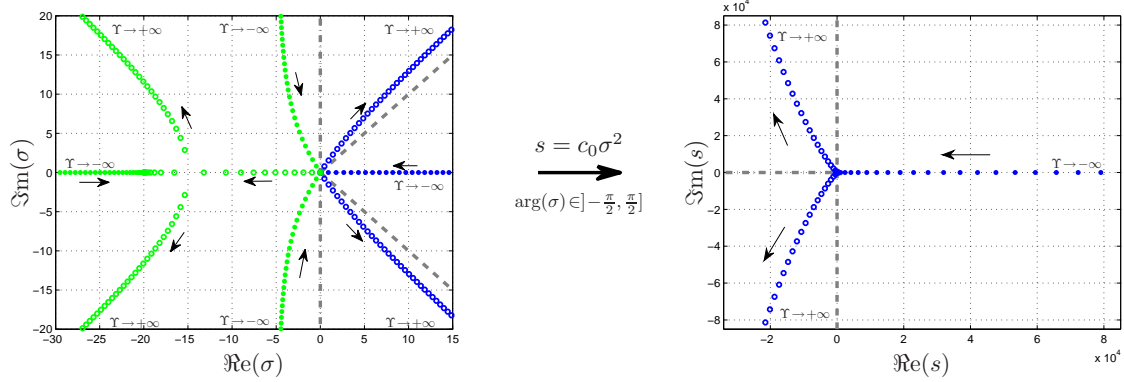 20
15
10
5
0
−5
−10
−15
−20
−30 −25 −20 −15 −10 −5 0 5 10 15
ℑm(σ)
ℜe(σ)
Υ→+∞ Υ→−∞ Υ→+∞
Υ→−∞ Υ→−∞
Υ→+∞ Υ→−∞ Υ→+∞
s = c₀σ²
arg(σ)∈]−π/2, π/2]
x 10⁴
8
6
4
2
0
−2
−4
−6
−8
−2 0 2 4 6 8
x 10⁴
ℑm(s)
ℜe(s)
Υ→+∞
Υ→−∞
Υ→+∞